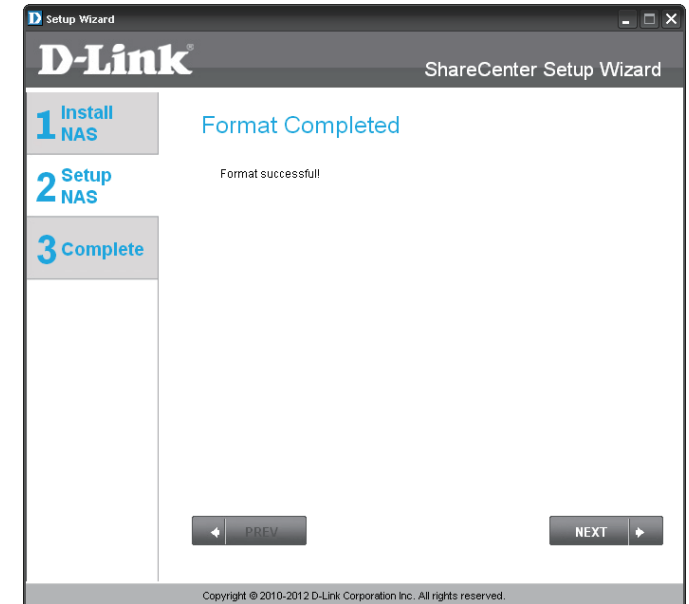 Setup Wizard
D-Link®
ShareCenter Setup Wizard
1 Install
NAS
2 Setup
NAS
3 Complete
Format Completed
Format successful!
PREV
NEXT
Copyright © 2010-2012 D-Link Corporation Inc. All rights reserved.